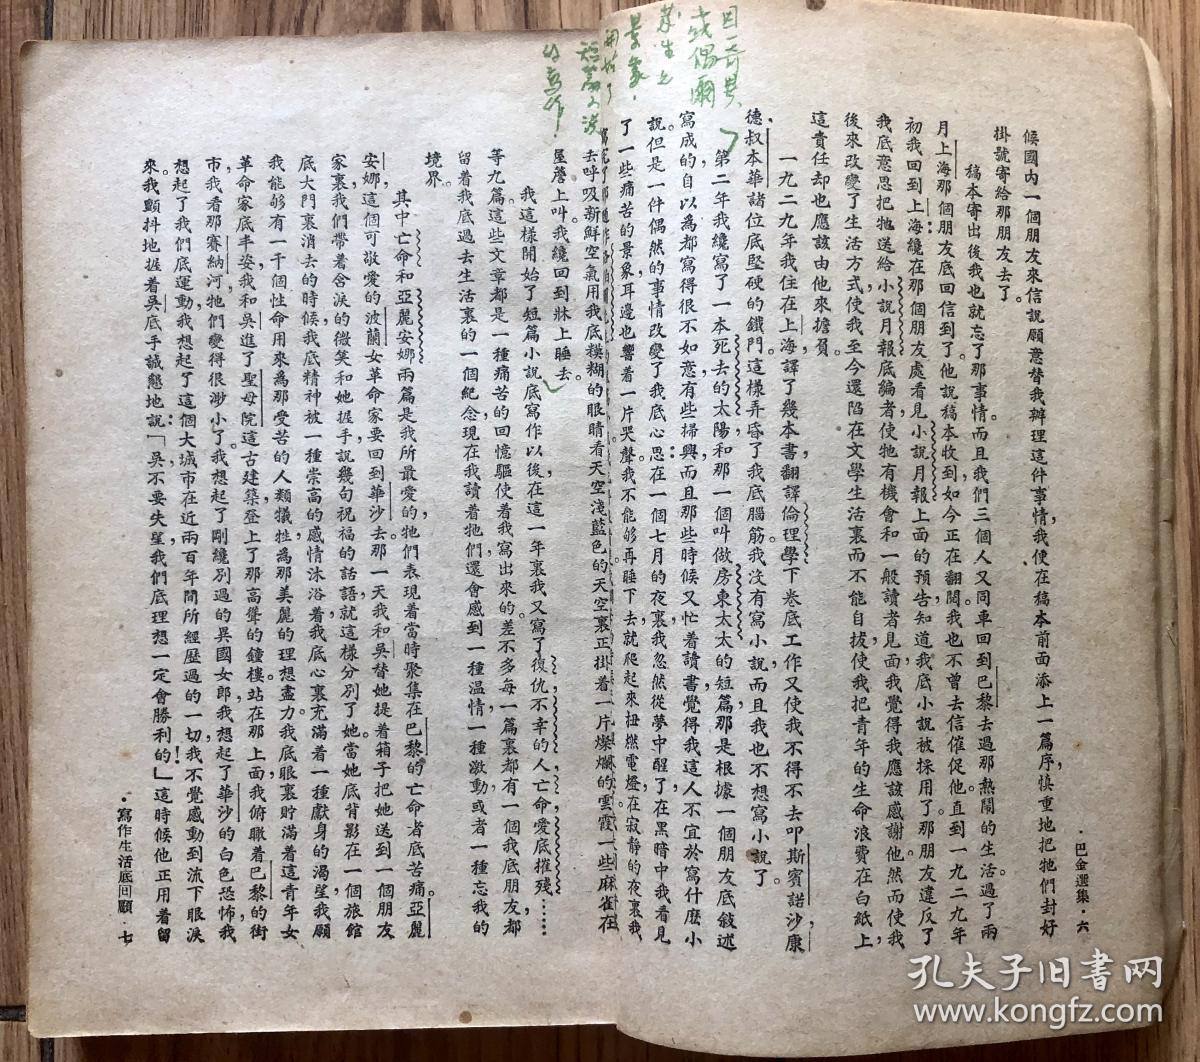 因一奇異
或偶爾
發生之
景象，
開始了
短篇小說
的寫作！
候國內一個朋友來信說願意替我辦理這件事情，我便在稿本前面添上一篇序，慎重地把牠們封好
掛號寄給那朋友去了。
稿本寄出後我也就忘了那事情。而且我們三個人又同車回到巴黎去過那熱鬧的生活。過了兩
月上海那個朋友底回信到了。他說稿本收到，如今正在翻閱。我也不曾去信催促他。直到一九二九年
初我回到上海，纔在那個朋友處看見小說月報上面的預告，知道我底小說被採用了。那朋友違反了
我底意思把牠送給小說月報底編者，使牠有機會和一般讀者見面，我覺得我應該感謝他。然而使我
後來改變了生活方式，使我至今還陷在文學生活裏而不能自拔，使我把青年的生命浪費在白紙上，
這責任却也應該由他來擔負。
一九二九年我住在上海，譯了幾本書。翻譯倫理學下卷底工作又使我不得不去叩斯賓諾沙，康
德，叔本華諸位底堅硬的鐵門。這樣弄昏了我底腦筋。我沒有寫小說，而且我也不想寫小說了。
第二年我纔寫了一本死去的太陽和那一個叫做房東太太的短篇，那是根據一個朋友底敍述
寫成的。自以為都寫得很不如意，有些掃興，而且那些時候又忙着讀書，覺得我這人不宜於寫什麼小
說。但是一件偶然的事情改變了我底心思：在一個七月的夜裏，我忽然從夢中醒了，在黑暗中我看見
了一些痛苦的景象，耳邊也響着一片哭聲。我不能够再睡下去，就爬起來扭燃電燈，在寂靜的夜裏我
去呼吸新鮮空氣，用我底糢糊的眼睛看天空。淺藍色的天空裏正掛着一片燦爛的雲霞，一些麻雀在
屋簷上叫。我纔回到牀上睡去。
我這樣開始了短篇小說底寫作。以後在這一年裏我又寫了復仇，不幸的人，亡命，愛底摧殘……
等九篇。這些文章都是一種痛苦的回憶驅使着我寫出來的。差不多每一篇裏都有一個我底朋友，都
留着我底過去生活裏的一個紀念。現在我讀着牠們，還會感到一種溫情，一種激動，或者一種忘我的
境界。
其中亡命和亞麗安娜兩篇是我所最愛的，牠們表現着當時聚集在巴黎的亡命者底苦痛。亞麗
安娜，這個可敬愛的波蘭女革命家要回到華沙去。那一天我和吳替她提着箱子把她送到一個朋友
家裏，我們帶着含淚的微笑和她握手，說幾句祝福的話語，就這樣分別了她。當她底背影在一個旅館
底大門裏消去的時候，我底精神被一種崇高的感情沐浴着，我底心裏充滿着一種獻身的渴望，我願
我能够有一千個性命用來為那受苦的人類犧牲，為那美麗的理想盡力。我底眼裏貯滿着這青年女
革命家底丰姿，我和吳進了聖母院這古建築，登上了那高聳的鐘樓。站在那上面，我俯瞰着巴黎的街
市，我看那賽納河，牠們變得很渺小了。我想起了剛纔別過的異國女郎，我想起了華沙的白色恐怖，我
想起了我們底運動，我想起了這個大城市在近兩百年間所經歷過的一切，我不覺感動到流下眼淚
來。我顫抖地握着吳底手誠懇地說：「吳，不要失望，我們底理想一定會勝利的！」這時候他正用着留
·巴金選集·六
·寫作生活底回顧·七
孔夫子旧书网
www.kongfz.com